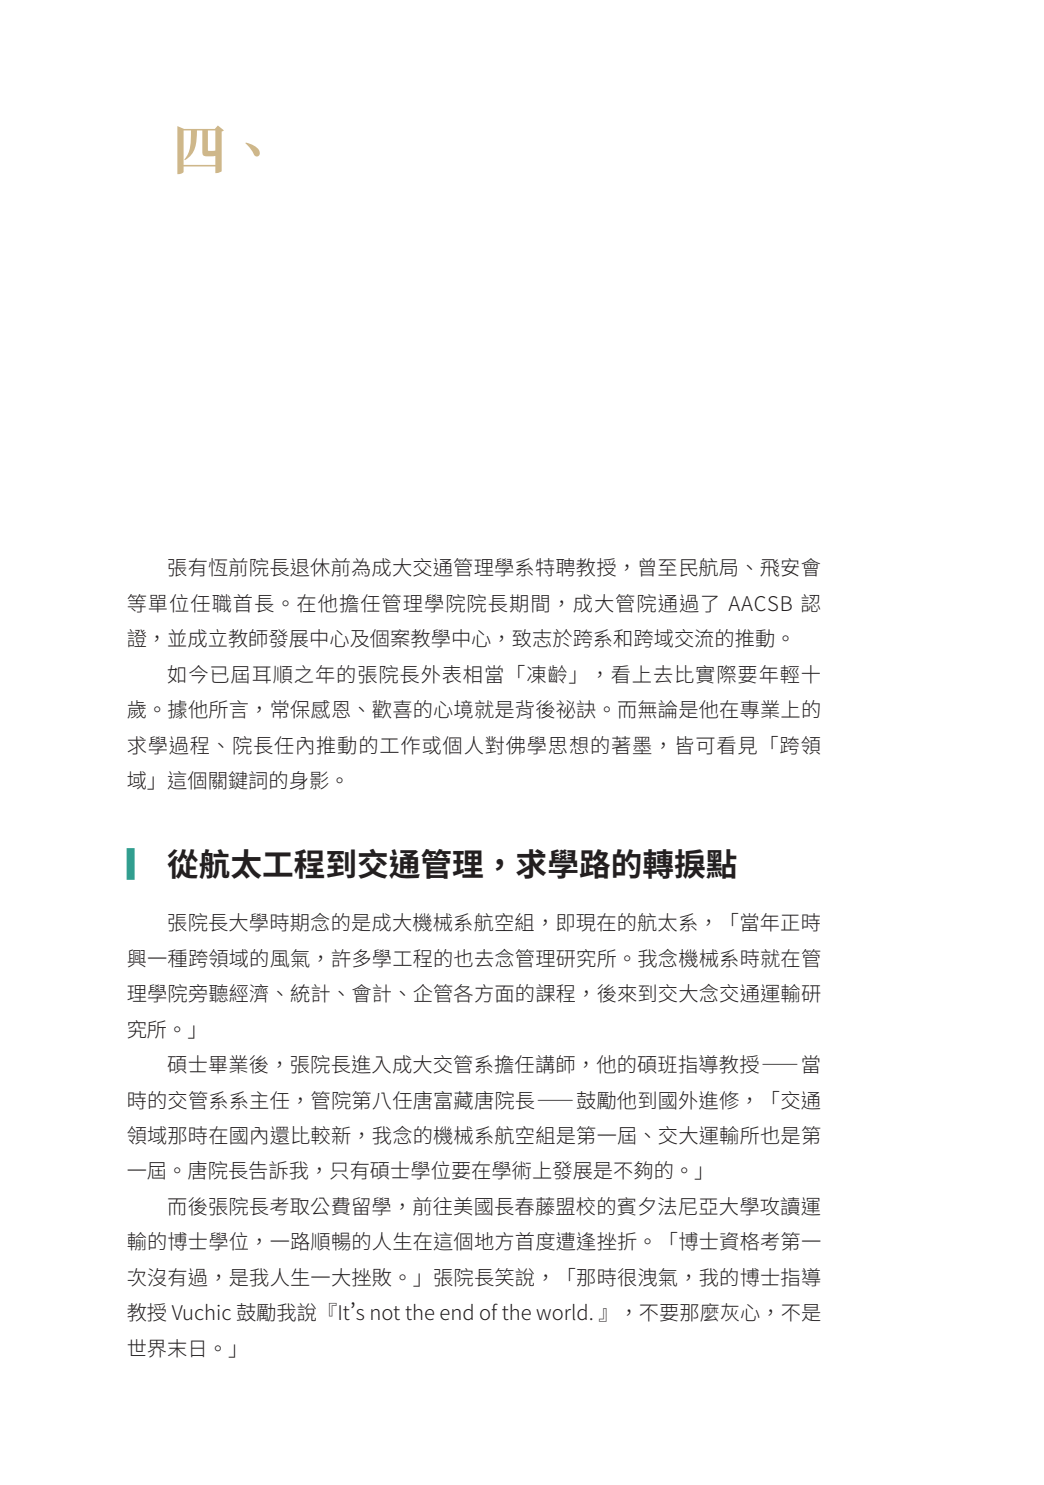 四、
張有恆前院長退休前為成大交通管理學系特聘教授，曾至民航局、飛安會
等單位任職首長。在他擔任管理學院院長期間，成大管院通過了 AACSB 認
證，並成立教師發展中心及個案教學中心，致志於跨系和跨域交流的推動。
如今已屆耳順之年的張院長外表相當「凍齡」，看上去比實際要年輕十
歲。據他所言，常保感恩、歡喜的心境就是背後祕訣。而無論是他在專業上的
求學過程、院長任內推動的工作或個人對佛學思想的著墨，皆可看見「跨領
域」這個關鍵詞的身影。
從航太工程到交通管理，求學路的轉捩點
張院長大學時期念的是成大機械系航空組，即現在的航太系，「當年正時
興一種跨領域的風氣，許多學工程的也去念管理研究所。我念機械系時就在管
理學院旁聽經濟、統計、會計、企管各方面的課程，後來到交大念交通運輸研
究所。」
碩士畢業後，張院長進入成大交管系擔任講師，他的碩班指導教授——當
時的交管系系主任，管院第八任唐富藏唐院長——鼓勵他到國外進修，「交通
領域那時在國內還比較新，我念的機械系航空組是第一屆、交大運輸所也是第
一屆。唐院長告訴我，只有碩士學位要在學術上發展是不夠的。」
而後張院長考取公費留學，前往美國長春藤盟校的賓夕法尼亞大學攻讀運
輸的博士學位，一路順暢的人生在這個地方首度遭逢挫折。「博士資格考第一
次沒有過，是我人生一大挫敗。」張院長笑說，「那時很洩氣，我的博士指導
教授 Vuchic 鼓勵我說『It’s not the end of the world. 』，不要那麼灰心，不是
世界末日。」